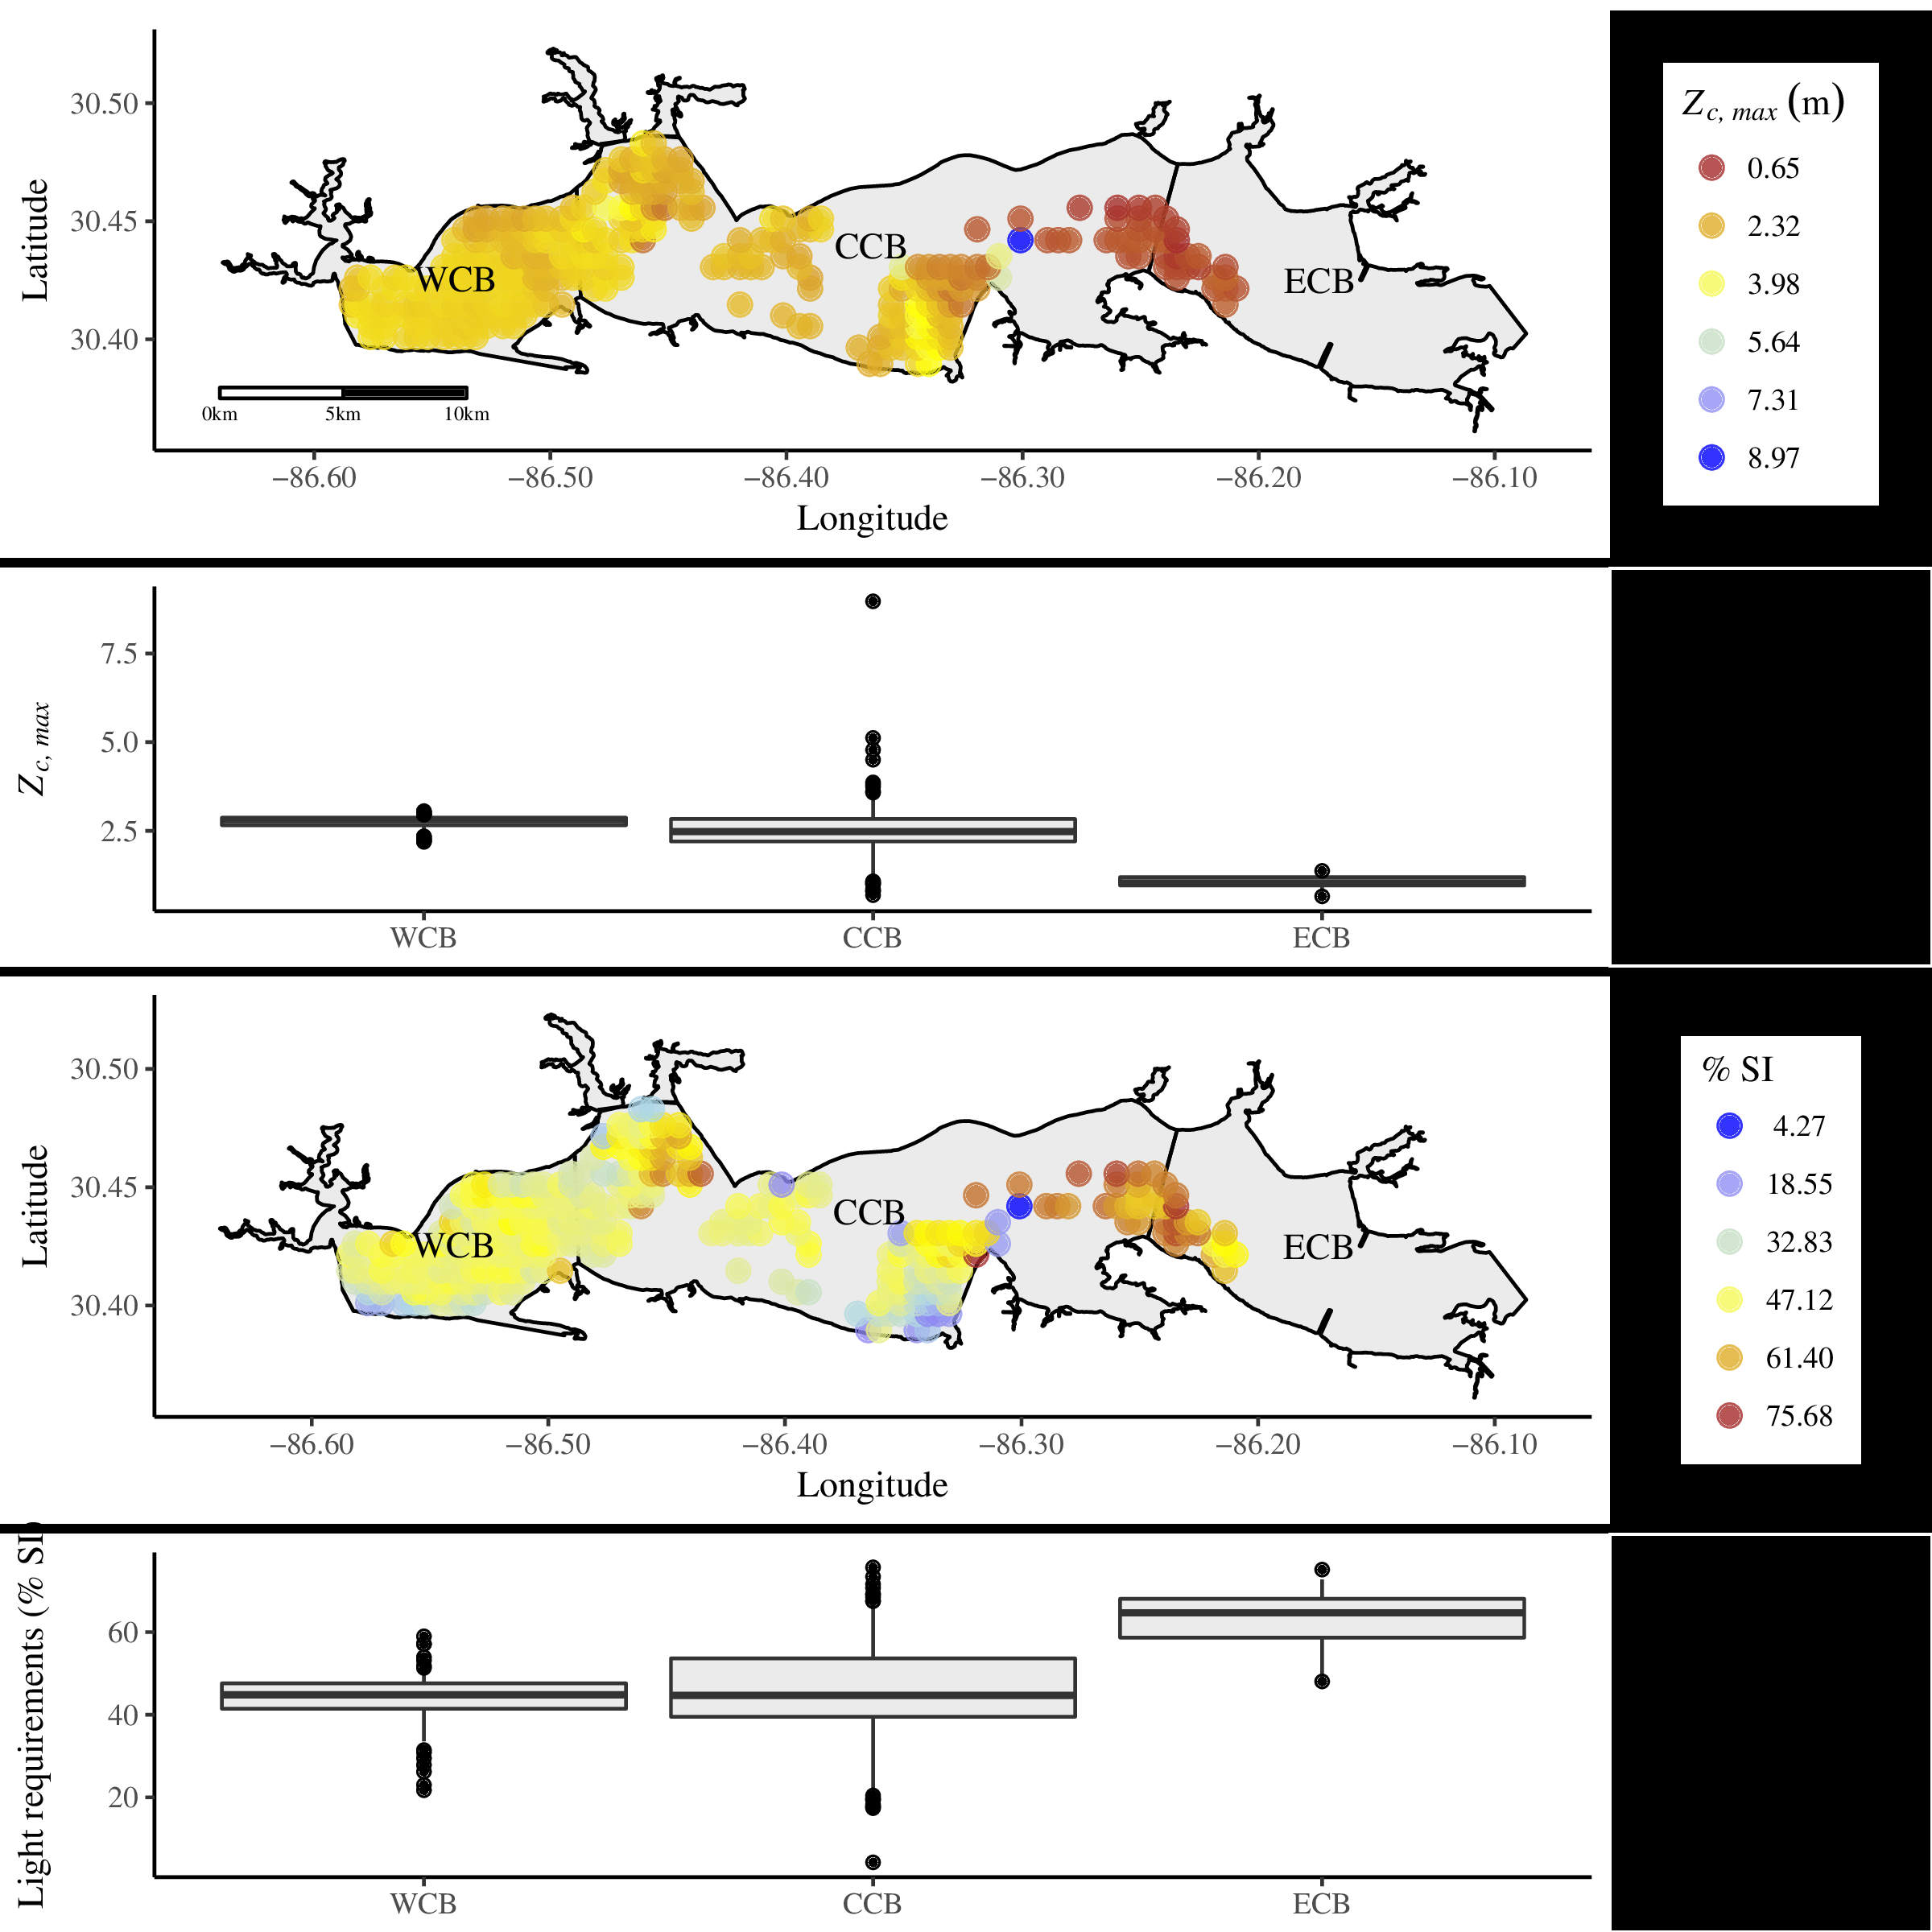 Z c, max (m)
0.65
2.32
3.98
5.64
7.31
8.97
Latitude
30.50
30.45
30.40
WCB
CCB
ECB
0km 5km 10km
−86.60 −86.50 −86.40 −86.30 −86.20 −86.10
Longitude
Z c, max
7.5
5.0
2.5
WCB CCB ECB
% SI
4.27
18.55
32.83
47.12
61.40
75.68
Latitude
30.50
30.45
30.40
WCB
CCB
ECB
−86.60 −86.50 −86.40 −86.30 −86.20 −86.10
Longitude
Light requirements (% SI)
60
40
20
WCB CCB ECB